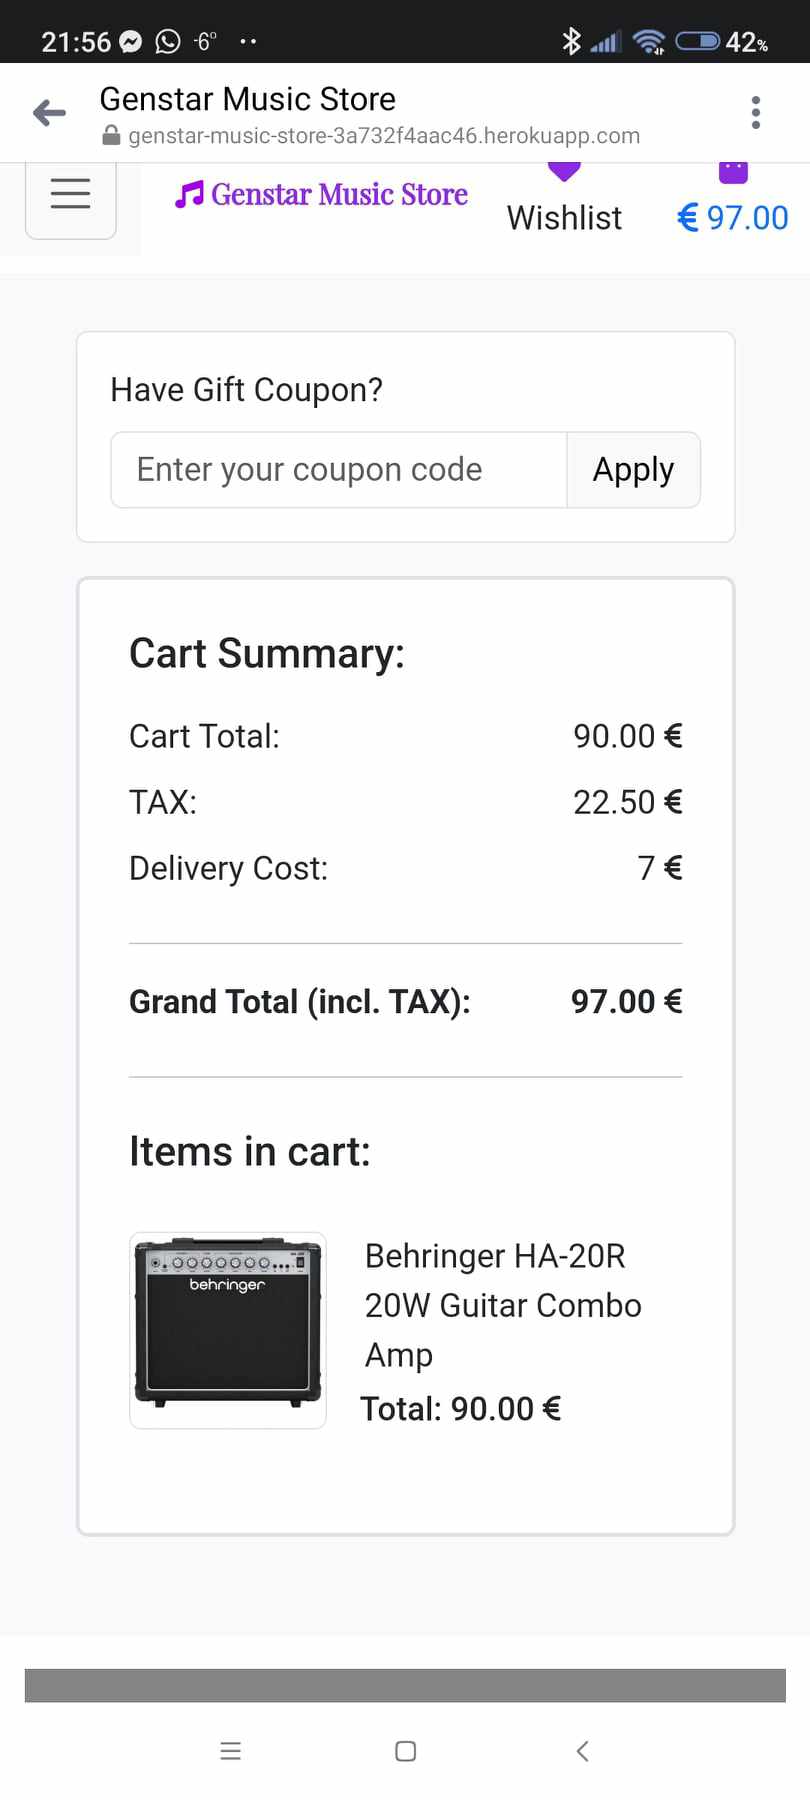 21:56 -6° 42%
Genstar Music Store
genstar-music-store-3a732f4aac46.herokuapp.com
Genstar Music Store
Wishlist
€ 97.00
Have Gift Coupon?
Enter your coupon code
Apply
Cart Summary:
Cart Total: 90.00 €
TAX: 22.50 €
Delivery Cost: 7 €
Grand Total (incl. TAX): 97.00 €
Items in cart:
behringer
Behringer HA-20R
20W Guitar Combo
Amp
Total: 90.00 €